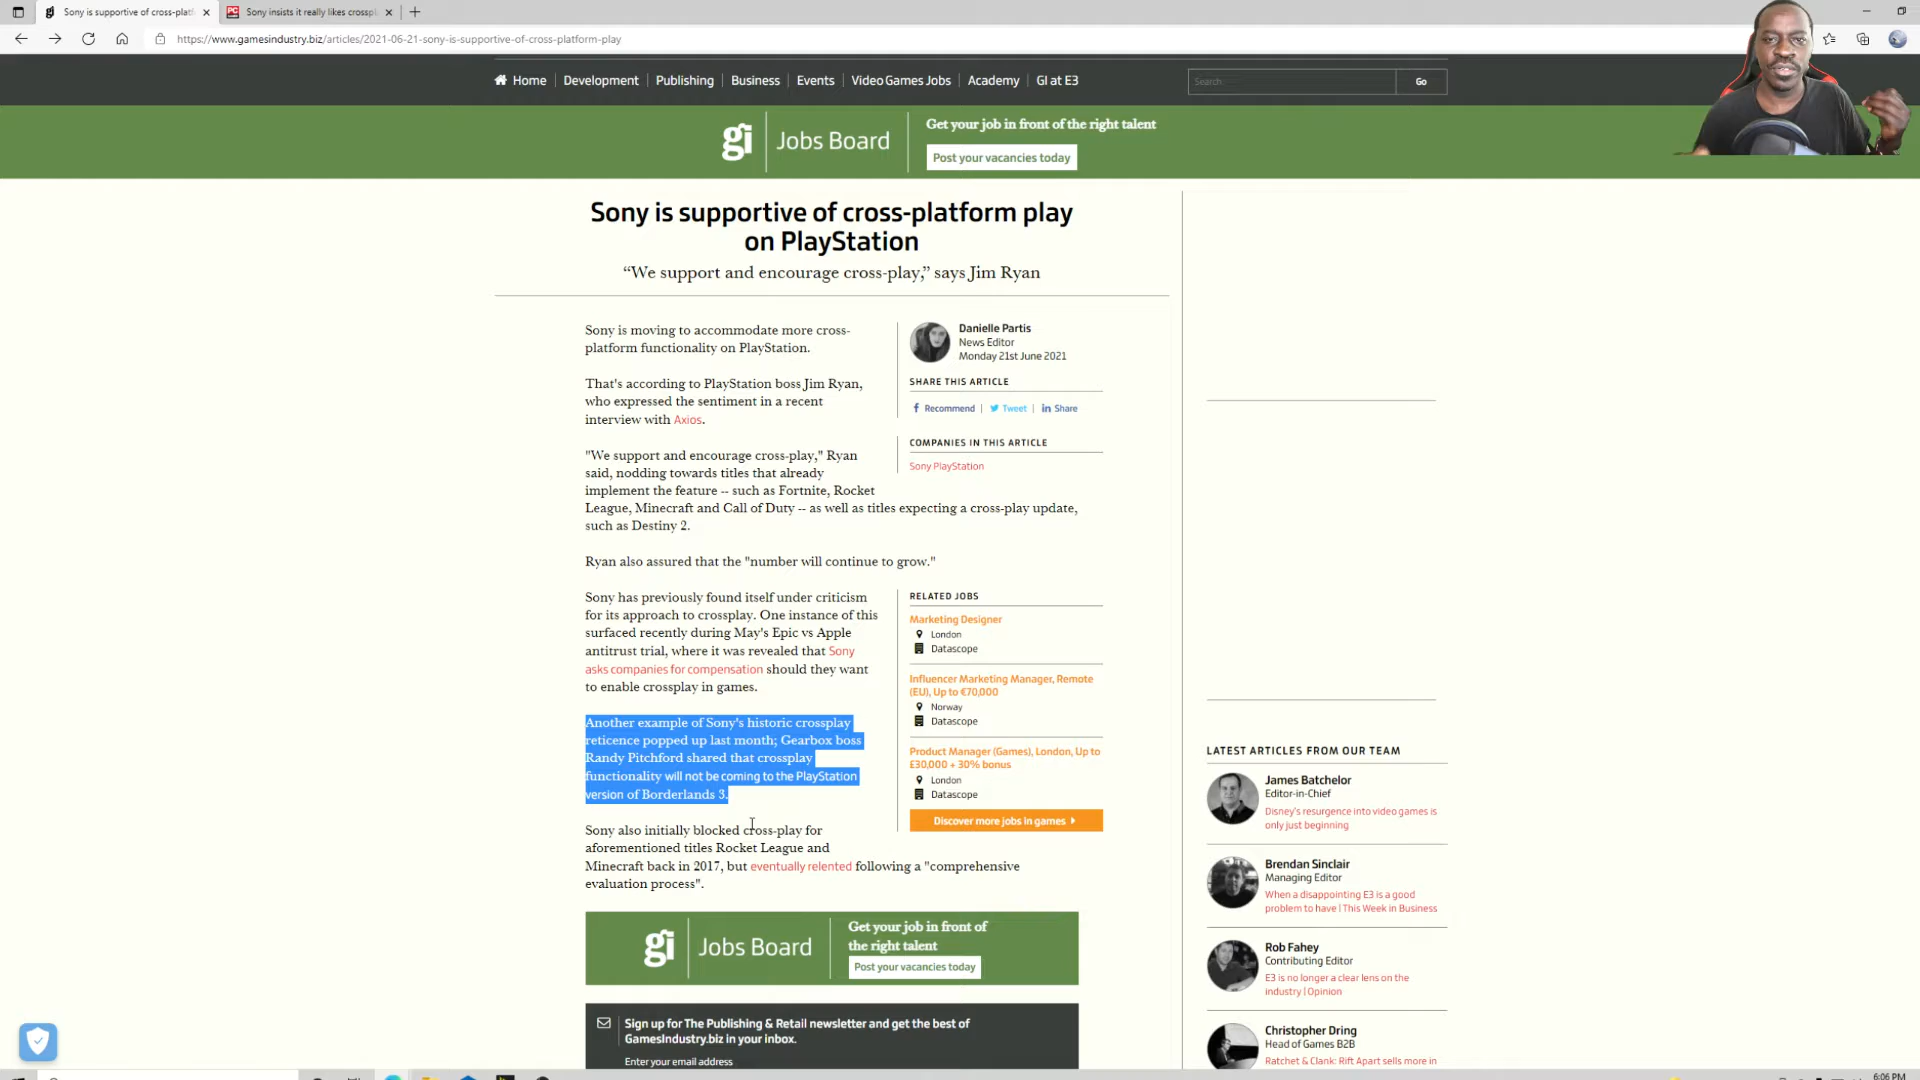 Sony is supportive of cross-plat
Sony insists it really likes crosspl
https://www.gamesindustry.biz/articles/2021-06-21-sony-is-supportive-of-cross-platform-play
Home
Development
Publishing
Business
Events
Video Games Jobs
Academy
GI at E3
Search
Go
gi Jobs Board
Get your job in front of the right talent
Post your vacancies today
Sony is supportive of cross-platform play
on PlayStation
“We support and encourage cross-play,” says Jim Ryan
Sony is moving to accommodate more cross-
platform functionality on PlayStation.
That's according to PlayStation boss Jim Ryan,
who expressed the sentiment in a recent
interview with Axios.
"We support and encourage cross-play," Ryan
said, nodding towards titles that already
implement the feature -- such as Fortnite, Rocket
League, Minecraft and Call of Duty -- as well as titles expecting a cross-play update,
such as Destiny 2.
Ryan also assured that the "number will continue to grow."
Sony has previously found itself under criticism
for its approach to crossplay. One instance of this
surfaced recently during May's Epic vs Apple
antitrust trial, where it was revealed that Sony
asks companies for compensation should they want
to enable crossplay in games.
Another example of Sony's historic crossplay
reticence popped up last month; Gearbox boss
Randy Pitchford shared that crossplay
functionality will not be coming to the PlayStation
version of Borderlands 3.
Sony also initially blocked cross-play for
aforementioned titles Rocket League and
Minecraft back in 2017, but eventually relented following a "comprehensive
evaluation process".
Danielle Partis
News Editor
Monday 21st June 2021
SHARE THIS ARTICLE
Recommend
Tweet
Share
COMPANIES IN THIS ARTICLE
Sony PlayStation
RELATED JOBS
Marketing Designer
London
Datascope
Influencer Marketing Manager, Remote
(EU), Up to €70,000
Norway
Datascope
Product Manager (Games), London, Up to
£30,000 + 30% bonus
London
Datascope
Discover more jobs in games
gi Jobs Board
Get your job in front of
the right talent
Post your vacancies today
Sign up for The Publishing & Retail newsletter and get the best of
GamesIndustry.biz in your inbox.
Enter your email address
LATEST ARTICLES FROM OUR TEAM
James Batchelor
Editor-in-Chief
Disney's resurgence into video games is
only just beginning
Brendan Sinclair
Managing Editor
When a disappointing E3 is a good
problem to have | This Week in Business
Rob Fahey
Contributing Editor
E3 is no longer a clear lens on the
industry | Opinion
Christopher Dring
Head of Games B2B
Ratchet & Clank: Rift Apart sells more in
6:06 PM